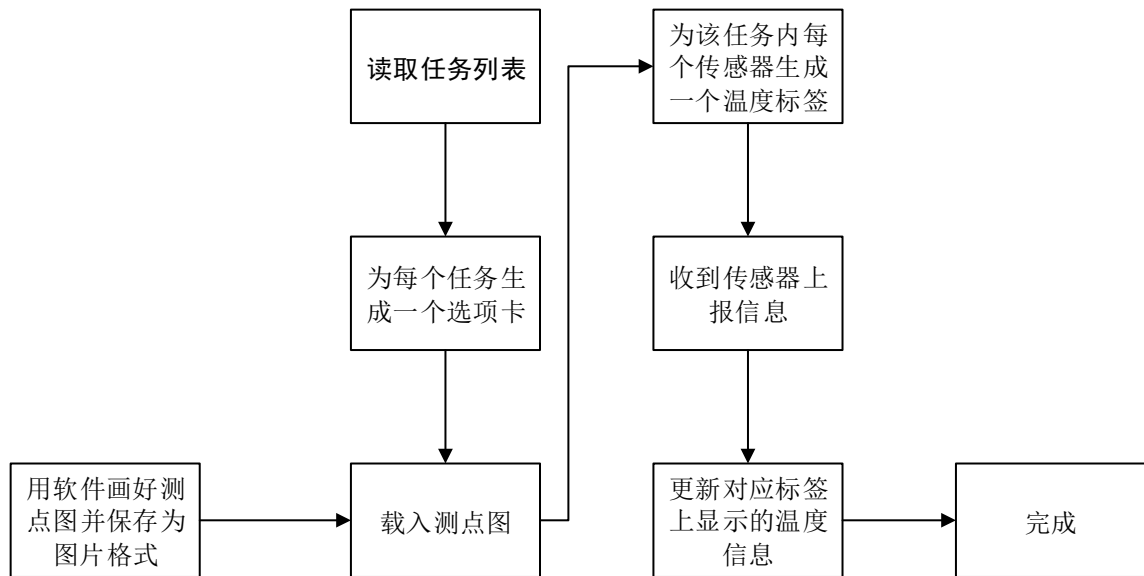 读取任务列表
为每个任务生
成一个选项卡
用软件画好测
点图并保存为
图片格式
载入测点图
为该任务内每
个传感器生成
一个温度标签
收到传感器上
报信息
更新对应标签
上显示的温度
信息
完成